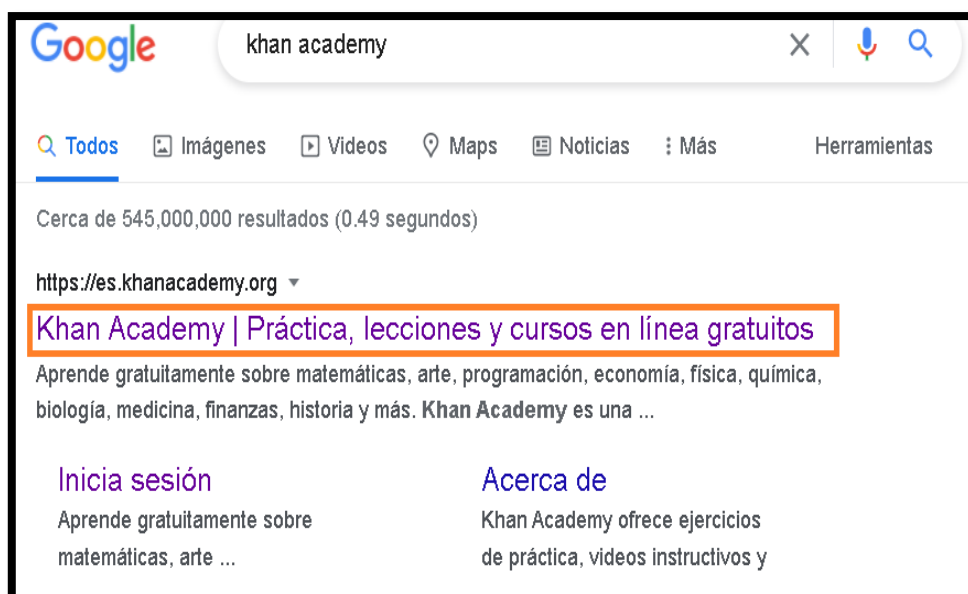 Google khan academy
Todos Imágenes Videos Maps Noticias Más Herramientas
Cerca de 545,000,000 resultados (0.49 segundos)
https://es.khanacademy.org
Khan Academy | Práctica, lecciones y cursos en línea gratuitos
Aprende gratuitamente sobre matemáticas, arte, programación, economía, física, química,
biología, medicina, finanzas, historia y más. Khan Academy es una ...
Inicia sesión
Aprende gratuitamente sobre
matemáticas, arte ...
Acerca de
Khan Academy ofrece ejercicios
de práctica, videos instructivos y